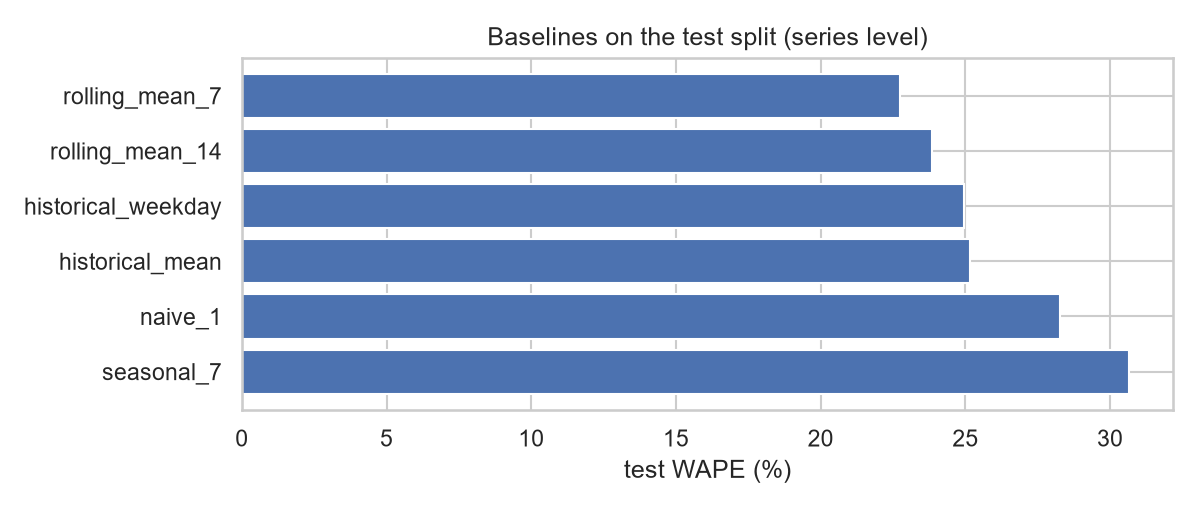 Baselines on the test split (series level)
rolling_mean_7
rolling_mean_14
historical_weekday
historical_mean
naive_1
seasonal_7
0 5 10 15 20 25 30
test WAPE (%)